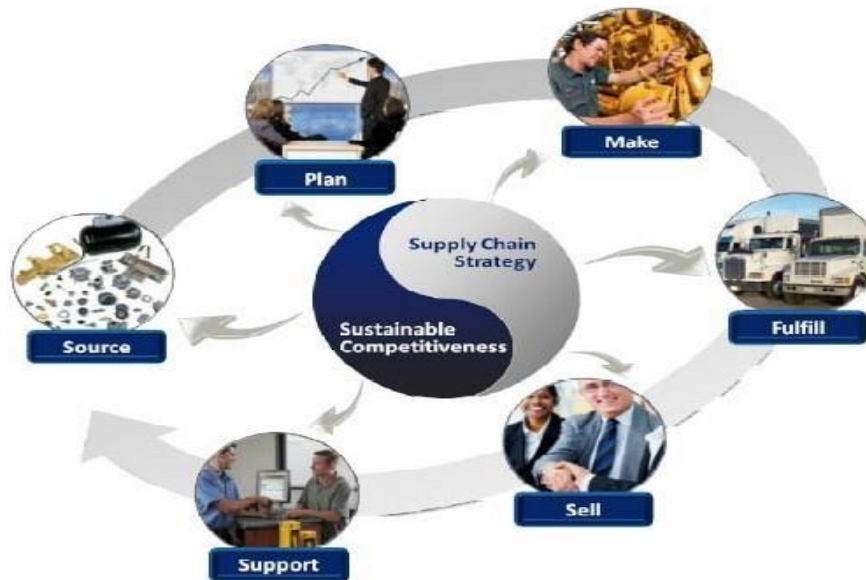 Plan
Make
Supply Chain
Strategy
Fulfill
Sustainable
Competitiveness
Source
Sell
Support